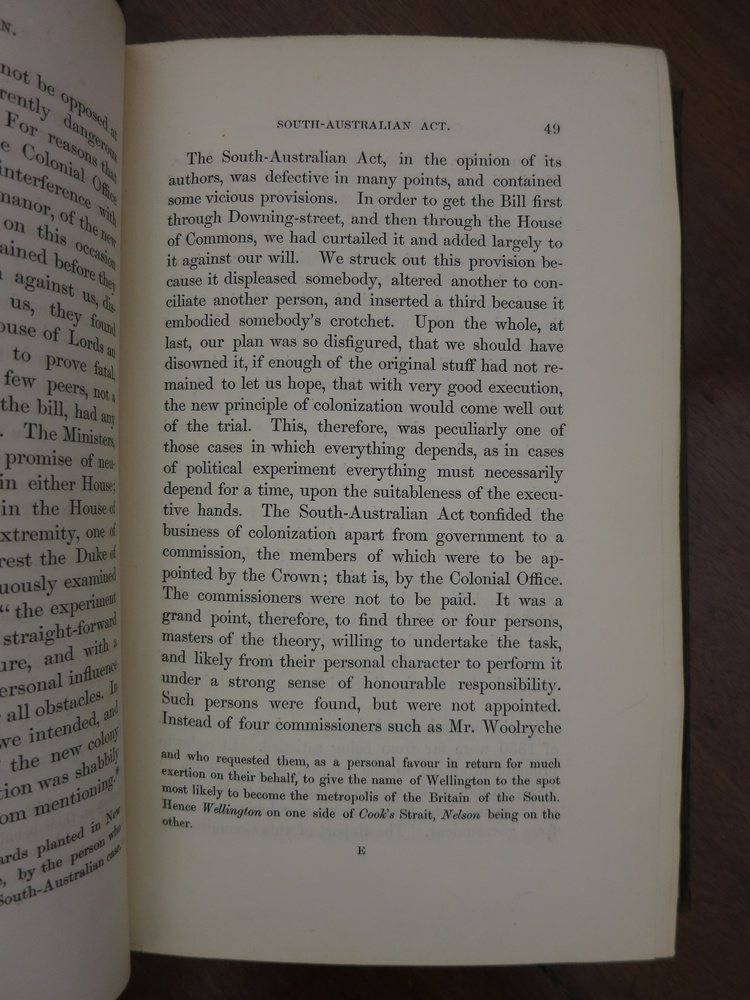 N.
not be opposed at
rently dangerous
For reasons that
e Colonial Office
interference with
manor, of the new
on this occasion
ained before they
against us, dis-
us, they found
ouse of Lords an
to prove fatal,
few peers, not a
the bill, had any
. The Ministers,
promise of neu-
in either House;
in the House of
xtremity, one of
rest the Duke of
uously examined
“ the experiment
straight-forward
ure, and with a
ersonal influence
all obstacles. In
we intended, and
the new colony
tion was shabbily
om mentioning.*
ards planted in New
, by the person who
South-Australian cases
SOUTH-AUSTRALIAN ACT. 49
The South-Australian Act, in the opinion of its
authors, was defective in many points, and contained
some vicious provisions. In order to get the Bill first
through Downing-street, and then through the House
of Commons, we had curtailed it and added largely to
it against our will. We struck out this provision be-
cause it displeased somebody, altered another to con-
ciliate another person, and inserted a third because it
embodied somebody's crotchet. Upon the whole, at
last, our plan was so disfigured, that we should have
disowned it, if enough of the original stuff had not re-
mained to let us hope, that with very good execution,
the new principle of colonization would come well out
of the trial. This, therefore, was peculiarly one of
those cases in which everything depends, as in cases
of political experiment everything must necessarily
depend for a time, upon the suitableness of the execu-
tive hands. The South-Australian Act confided the
business of colonization apart from government to a
commission, the members of which were to be ap-
pointed by the Crown; that is, by the Colonial Office.
The commissioners were not to be paid. It was a
grand point, therefore, to find three or four persons,
masters of the theory, willing to undertake the task,
and likely from their personal character to perform it
under a strong sense of honourable responsibility.
Such persons were found, but were not appointed.
Instead of four commissioners such as Mr. Woolryche
and who requested them, as a personal favour in return for much
exertion on their behalf, to give the name of Wellington to the spot
most likely to become the metropolis of the Britain of the South.
Hence Wellington on one side of Cook's Strait, Nelson being on the
other.
E